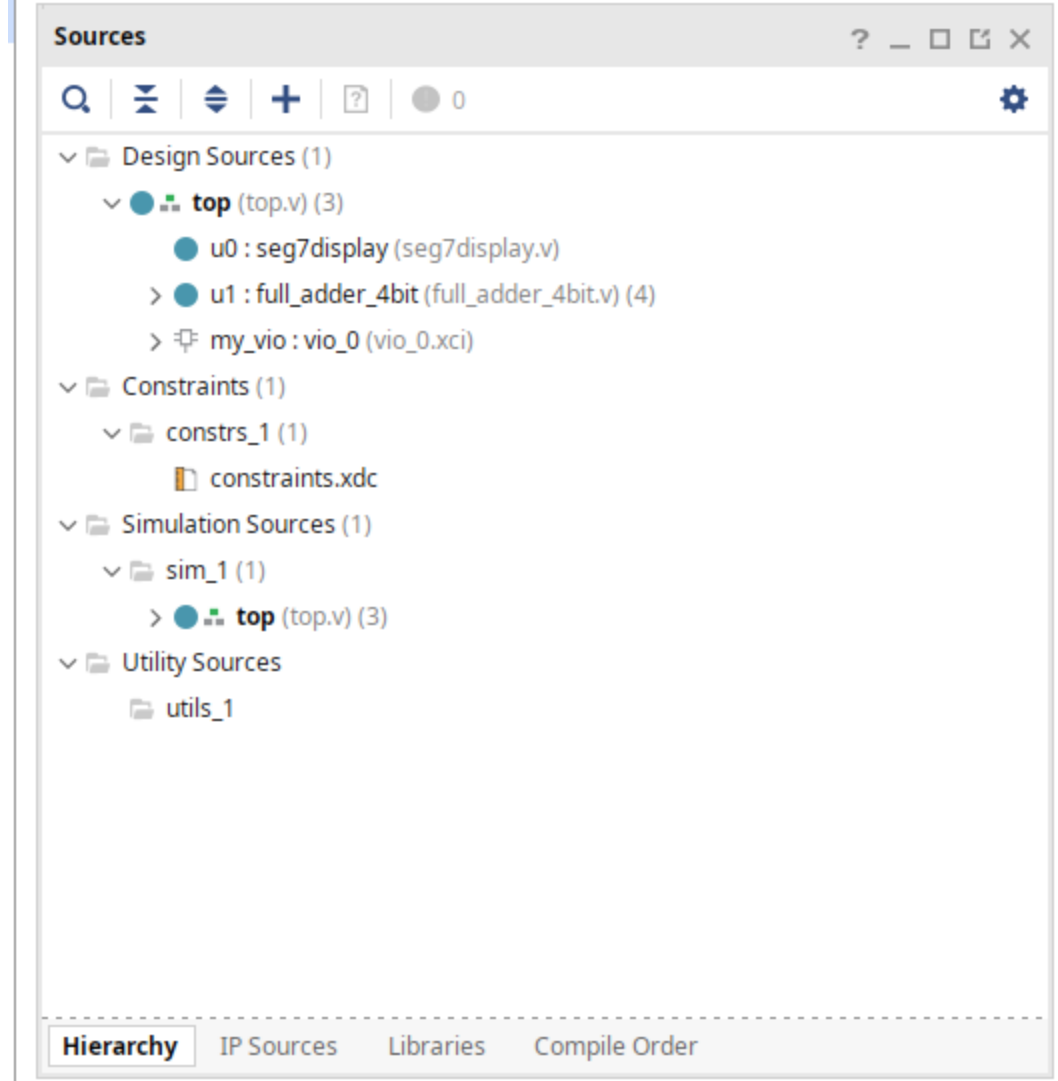 Sources
? 
0
Design Sources (1)
top (top.v) (3)
u0 : seg7display (seg7display.v)
u1 : full_adder_4bit (full_adder_4bit.v) (4)
my_vio : vio_0 (vio_0.xci)
Constraints (1)
constrs_1 (1)
constraints.xdc
Simulation Sources (1)
sim_1 (1)
top (top.v) (3)
Utility Sources
utils_1
Hierarchy IP Sources Libraries Compile Order